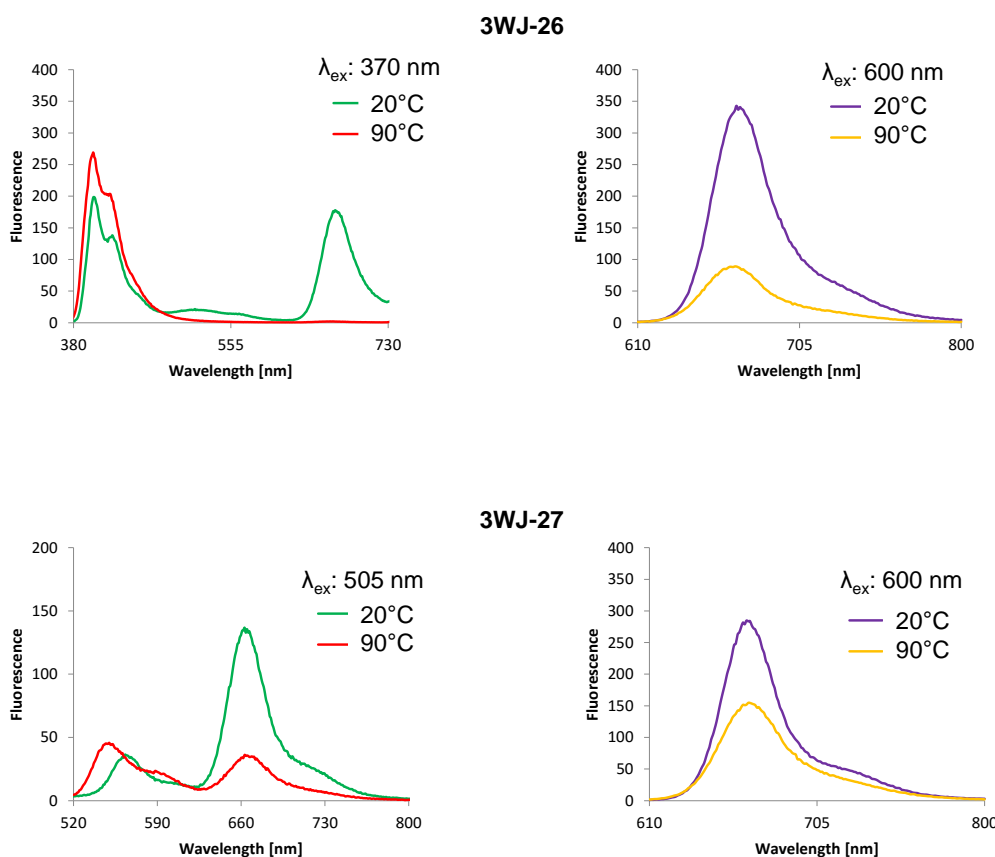 3WJ-26
λex: 370 nm
20°C
90°C
400
350
300
250
200
150
100
50
0
Fluorescence
380 555 730
Wavelength [nm]
λex: 600 nm
20°C
90°C
400
350
300
250
200
150
100
50
0
Fluorescence
610 705 800
Wavelength [nm]
3WJ-27
λex: 505 nm
20°C
90°C
200
150
100
50
0
Fluorescence
520 590 660 730 800
Wavelength [nm]
λex: 600 nm
20°C
90°C
400
350
300
250
200
150
100
50
0
Fluorescence
610 705 800
Wavelength [nm]